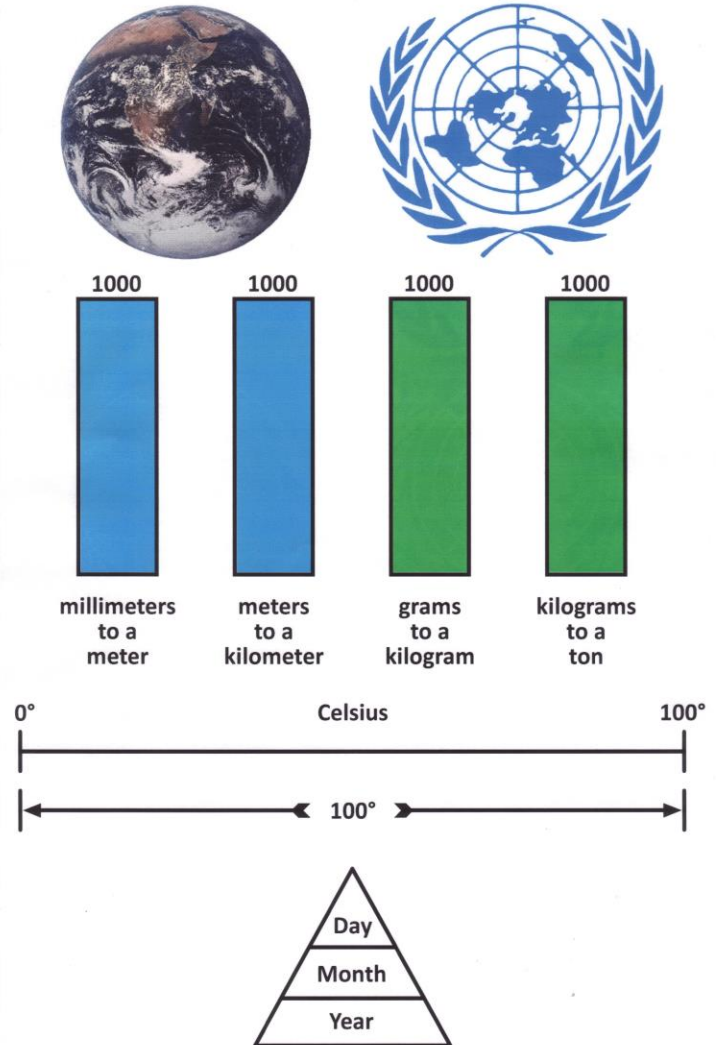 1000 1000 1000 1000
millimeters to a meter
meters to a kilometer
grams to a kilogram
kilograms to a ton
0° Celsius 100°
100°
Day
Month
Year